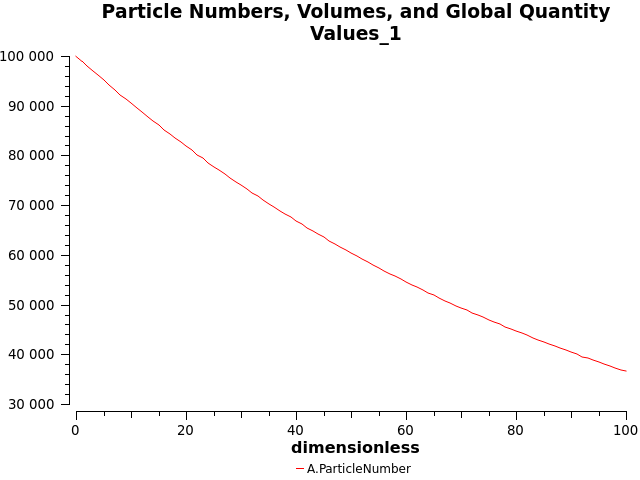 Particle Numbers, Volumes, and Global Quantity
Values_1
100 000
90 000
80 000
70 000
60 000
50 000
40 000
30 000
0 20 40 60 80 100
dimensionless
A.ParticleNumber